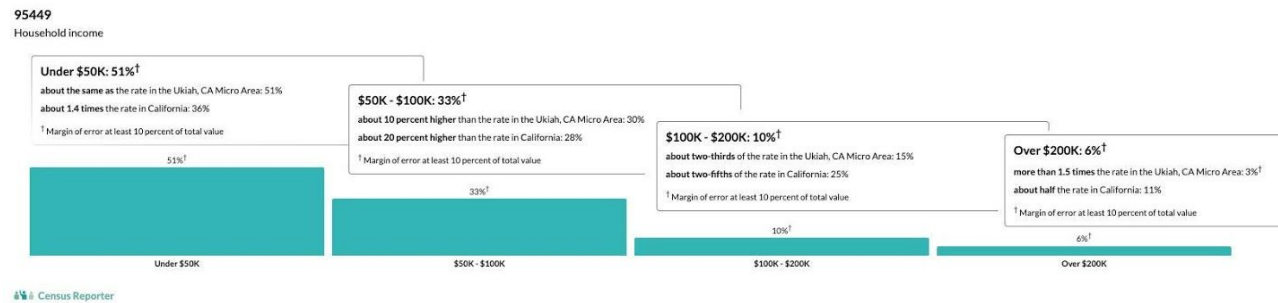 95449
Household income
Under $50K: 51%†
about the same as the rate in the Ukiah, CA Micro Area: 51%
about 1.4 times the rate in California: 36%
† Margin of error at least 10 percent of total value
$50K - $100K: 33%†
about 10 percent higher than the rate in the Ukiah, CA Micro Area: 30%
about 20 percent higher than the rate in California: 28%
† Margin of error at least 10 percent of total value
$100K - $200K: 10%†
about two-thirds of the rate in the Ukiah, CA Micro Area: 15%
about two-fifths of the rate in California: 25%
† Margin of error at least 10 percent of total value
Over $200K: 6%†
more than 1.5 times the rate in the Ukiah, CA Micro Area: 3%†
about half the rate in California: 11%
† Margin of error at least 10 percent of total value
51%†
33%†
10%†
6%†
Under $50K
$50K - $100K
$100K - $200K
Over $200K
Census Reporter